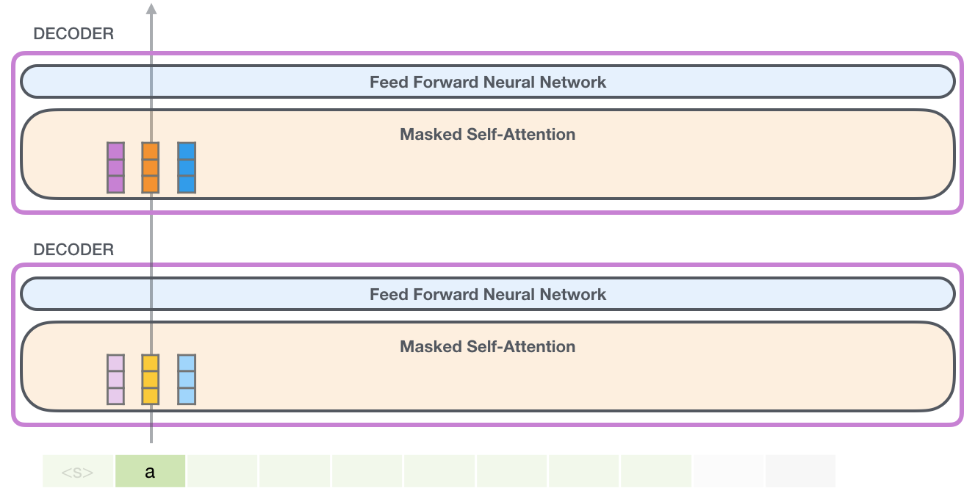 DECODER
Feed Forward Neural Network
Masked Self-Attention
DECODER
Feed Forward Neural Network
Masked Self-Attention
<s> a